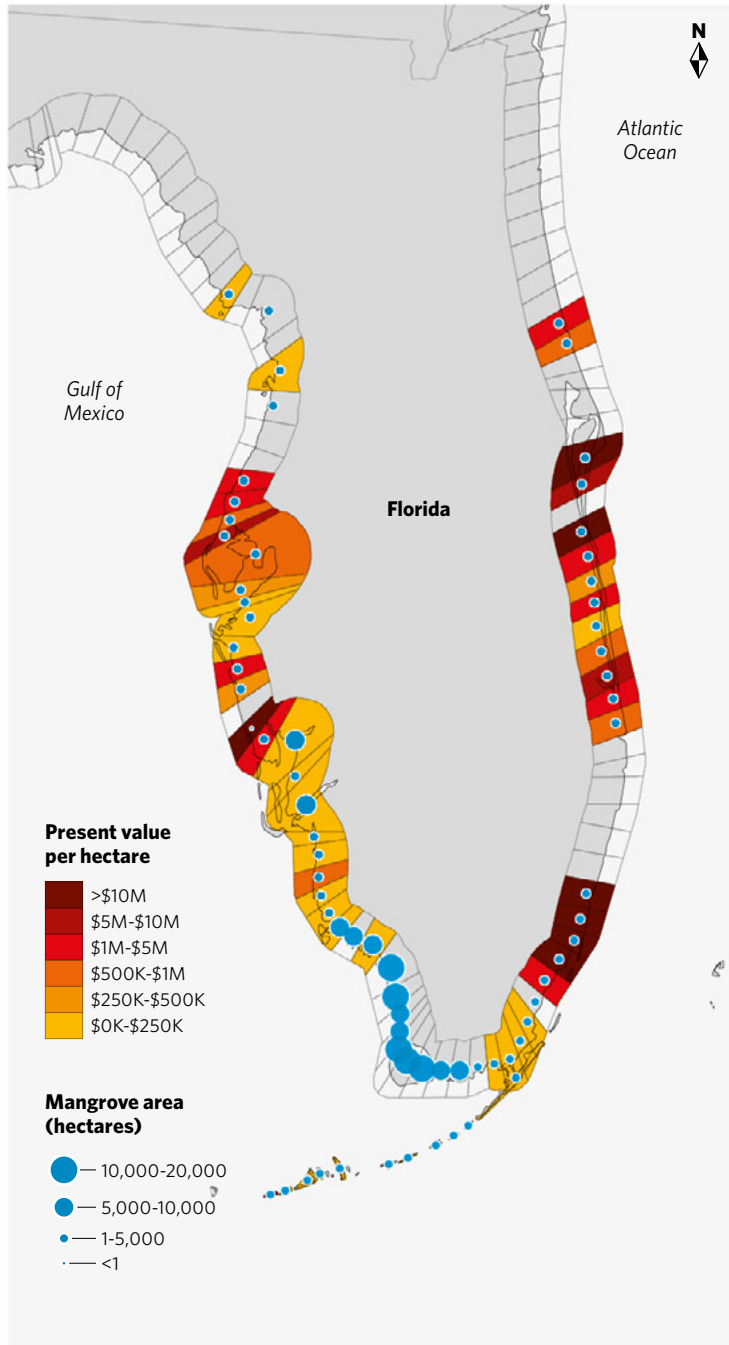 N
Atlantic
Ocean
Gulf of
Mexico
Florida
Present value
per hectare
>$10M
$5M-$10M
$1M-$5M
$500K-$1M
$250K-$500K
$0K-$250K
Mangrove area
(hectares)
10,000-20,000
5,000-10,000
1-5,000
<1